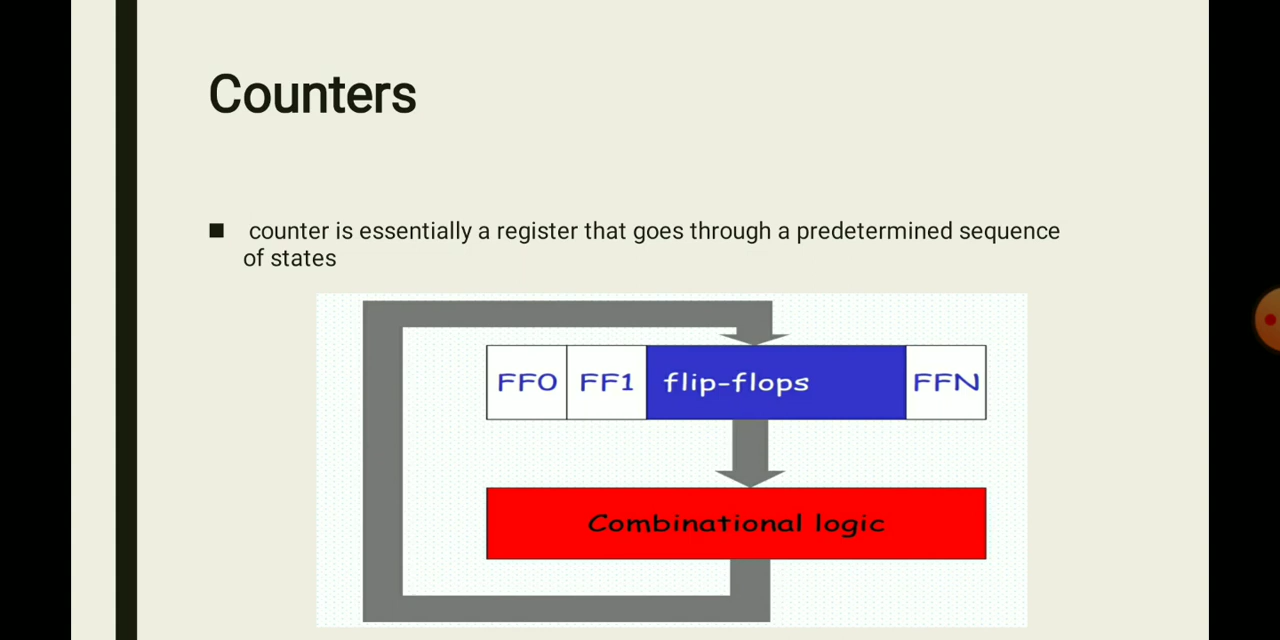 Counters
counter is essentially a register that goes through a predetermined sequence
of states
FF0 FF1 flip-flops FFN
Combinational logic